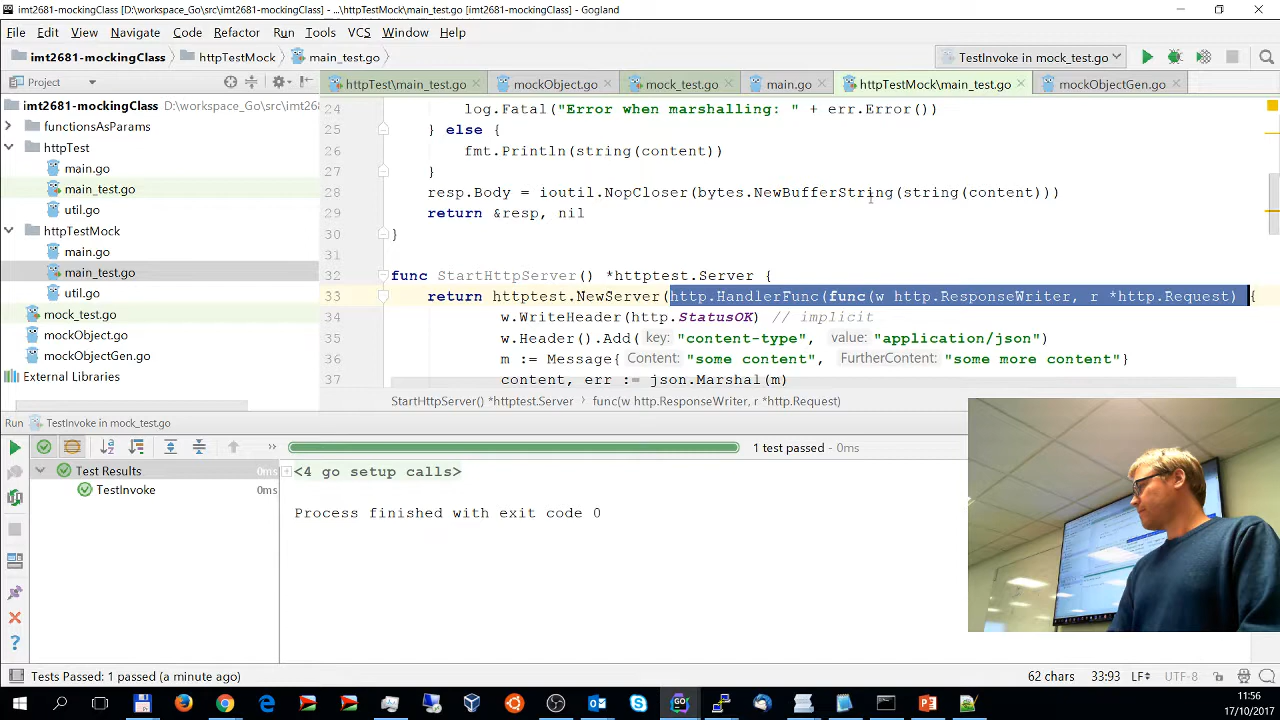 imt2681-mockingClass [D:\workspace_Go\src\imt2681-mockingClass] - ...\httpTestMock\main_test.go [imt2681-mockingClass] - Gogland
File Edit View Navigate Code Refactor Run Tools VCS Window Help
imt2681-mockingClass httpTestMock main_test.go TestInvoke in mock_test.go
Project httpTest\main_test.go mockObject.go mock_test.go main.go httpTestMock\main_test.go mockObjectGen.go
imt2681-mockingClass D:\workspace_Go\src\imt26
functionsAsParams
httpTest
main.go
main_test.go
util.go
httpTestMock
main.go
main_test.go
util.go
mock_test.go
mockObject.go
mockObjectGen.go
External Libraries
24 log.Fatal("Error when marshalling: " + err.Error())
25 } else {
26 fmt.Println(string(content))
27 }
28 resp.Body = ioutil.NopCloser(bytes.NewBufferString(string(content)))
29 return &resp, nil
30 }
31
32 func StartHttpServer() *httptest.Server {
33 return httptest.NewServer(http.HandlerFunc(func(w http.ResponseWriter, r *http.Request) {
34 w.WriteHeader(http.StatusOK) // implicit
35 w.Header().Add( key: "content-type", value: "application/json")
36 m := Message{ Content: "some content", FurtherContent: "some more content"}
37 content, err := json.Marshal(m)
StartHttpServer() *httptest.Server func(w http.ResponseWriter, r *http.Request)
Run TestInvoke in mock_test.go
1 test passed - 0ms
Test Results 0ms
TestInvoke 0ms
<4 go setup calls>
Process finished with exit code 0
Tests Passed: 1 passed (a minute ago) 62 chars 33:93 LF UTF-8
11:56
17/10/2017